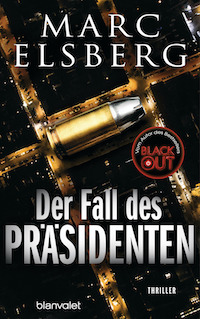 MARC
ELSBERG
Vom Autor des Bestsellers
BLACK
OUT
Der Fall des
PRÄSIDENTEN
THRILLER
blanvalet